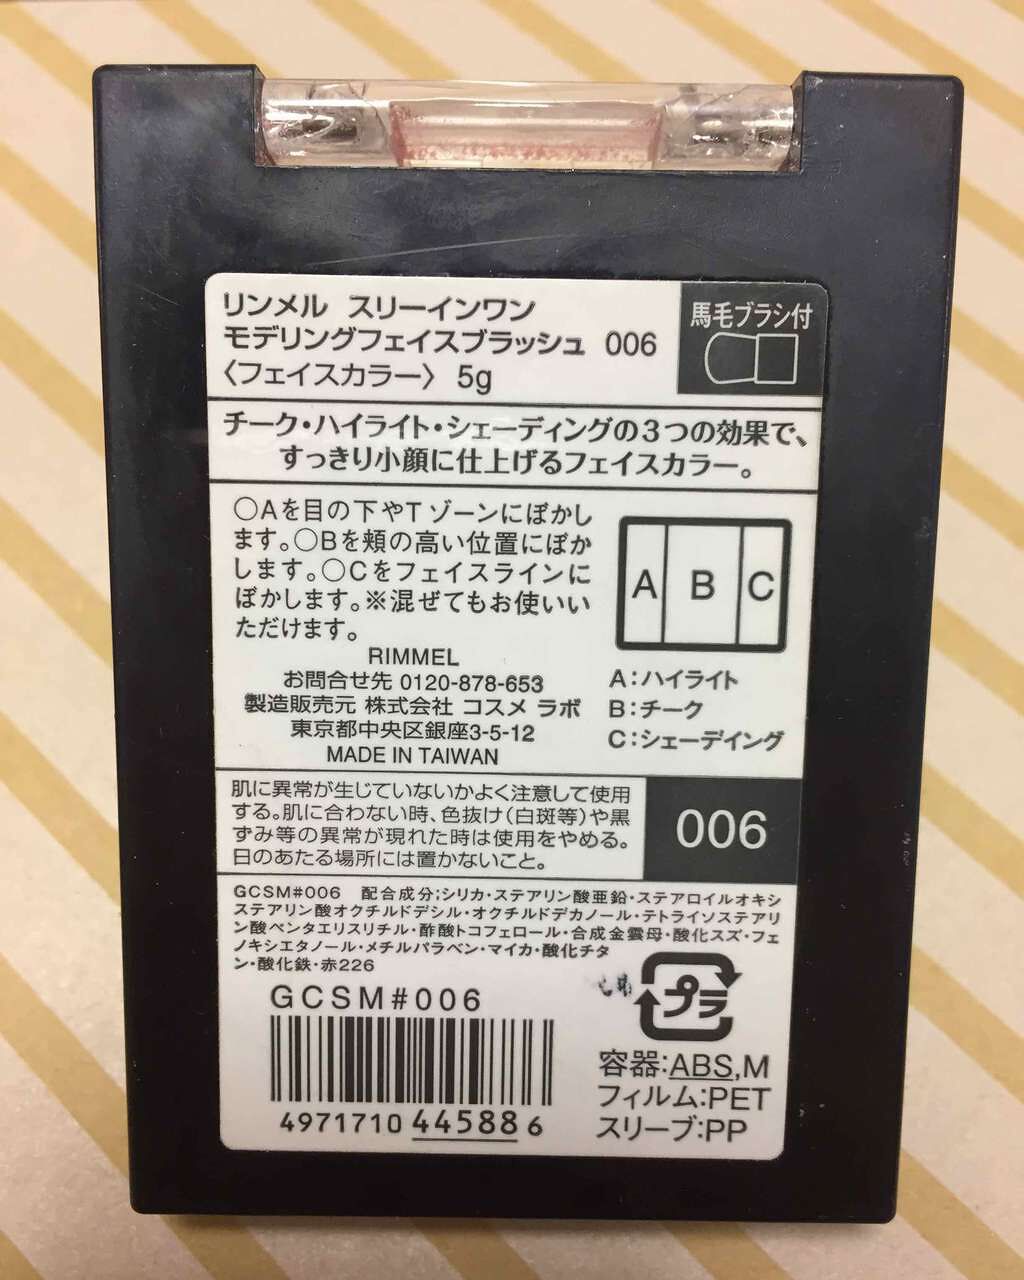 リンメル スリーインワン
モデリングフェイスブラッシュ 006
〈フェイスカラー〉 5g
馬毛ブラシ付
チーク・ハイライト・シェーディングの3つの効果で、
すっきり小顔に仕上げるフェイスカラー。
○Aを目の下やTゾーンにぼかし
ます。○Bを頬の高い位置にぼか
します。○Cをフェイスラインに
ぼかします。※混ぜてもお使いい
ただけます。
A B C
A:ハイライト
B:チーク
C:シェーデイング
RIMMEL
お問合せ先 0120-878-653
製造販売元 株式会社 コスメ ラボ
東京都中央区銀座3-5-12
MADE IN TAIWAN
肌に異常が生じていないかよく注意して使用
する。肌に合わない時、色抜け(白斑等)や黒
ずみ等の異常が現れた時は使用をやめる。
日のあたる場所には置かないこと。
006
GCSM#006 配合成分;シリカ・ステアリン酸亜鉛・ステアロイルオキシ
ステアリン酸オクチルドデシル・オクチルドデカノール・テトライソステアリ
ン酸ペンタエリスリチル・酢酸トコフェロール・合成金雲母・酸化スズ・フェ
ノキシエタノール・メチルパラベン・マイカ・酸化チタ
ン・酸化鉄・赤226
GCSM#006
4971710 445886
プラ
容器:ABS,M
フィルム:PET
スリーブ:PP